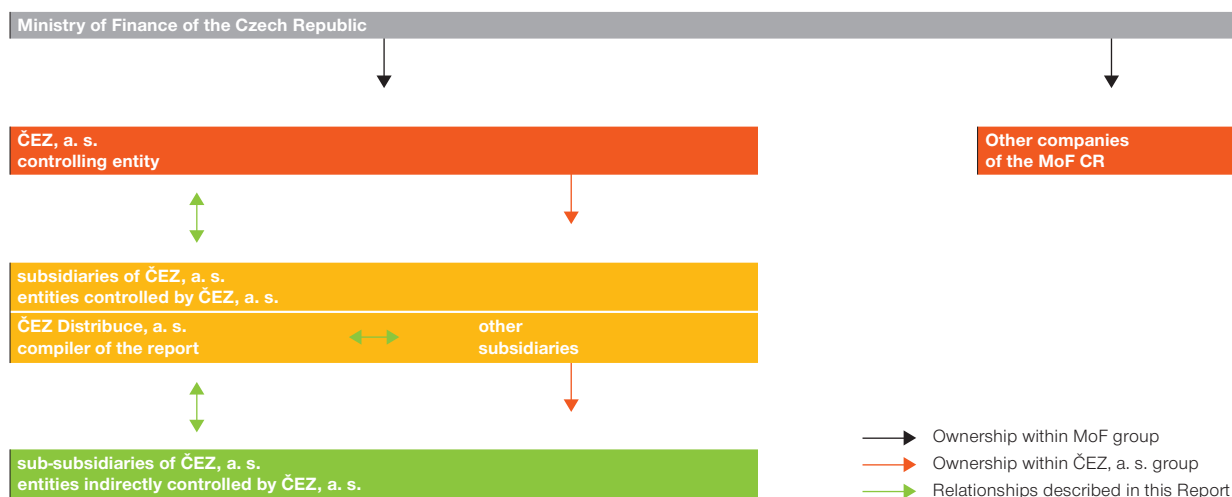 Ministry of Finance of the Czech Republic
ČEZ, a. s.
controlling entity
Other companies
of the MoF CR
subsidiaries of ČEZ, a. s.
entities controlled by ČEZ, a. s.
ČEZ Distribuce, a. s.
compiler of the report
other
subsidiaries
sub-subsidiaries of ČEZ, a. s.
entities indirectly controlled by ČEZ, a. s.
Ownership within MoF group
Ownership within ČEZ, a. s. group
Relationships described in this Report